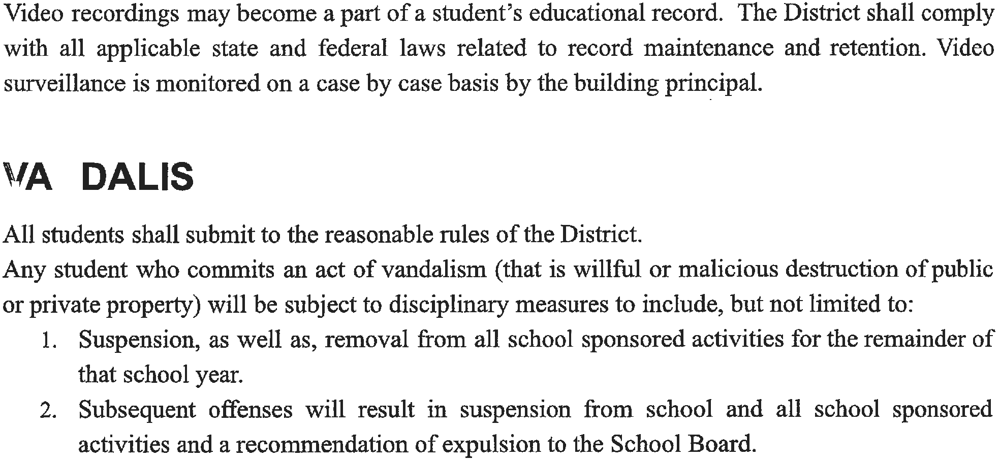 Video recordings may become a part of a student's educational record. The District shall comply
with all applicable state and federal laws related to record maintenance and retention. Video
surveillance is monitored on a case by case basis by the building principal.
VA DALIS
All students shall submit to the reasonable rules of the District.
Any student who commits an act of vandalism (that is willful or malicious destruction of public
or private property) will be subject to disciplinary measures to include, but not limited to:
1. Suspension, as well as, removal from all school sponsored activities for the remainder of
that school year.
2. Subsequent offenses will result in suspension from school and all school sponsored
activities and a recommendation of expulsion to the School Board.